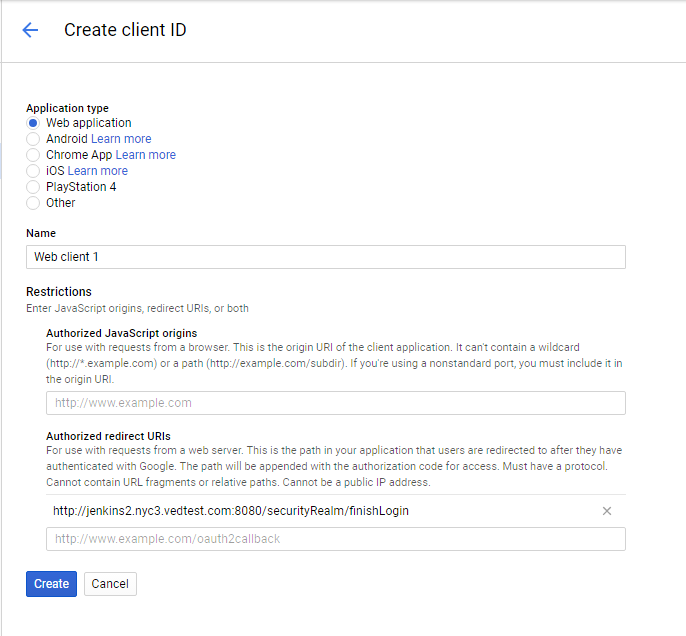 Create client ID
Application type
Web application
Android Learn more
Chrome App Learn more
iOS Learn more
PlayStation 4
Other
Name
Web client 1
Restrictions
Enter JavaScript origins, redirect URIs, or both
Authorized JavaScript origins
For use with requests from a browser. This is the origin URI of the client application. It can't contain a wildcard
(http://*.example.com) or a path (http://example.com/subdir). If you're using a nonstandard port, you must include it in
the origin URI.
http://www.example.com
Authorized redirect URIs
For use with requests from a web server. This is the path in your application that users are redirected to after they have
authenticated with Google. The path will be appended with the authorization code for access. Must have a protocol.
Cannot contain URL fragments or relative paths. Cannot be a public IP address.
http://jenkins2.nyc3.vedtest.com:8080/securityRealm/finishLogin
http://www.example.com/oauth2callback
Create Cancel